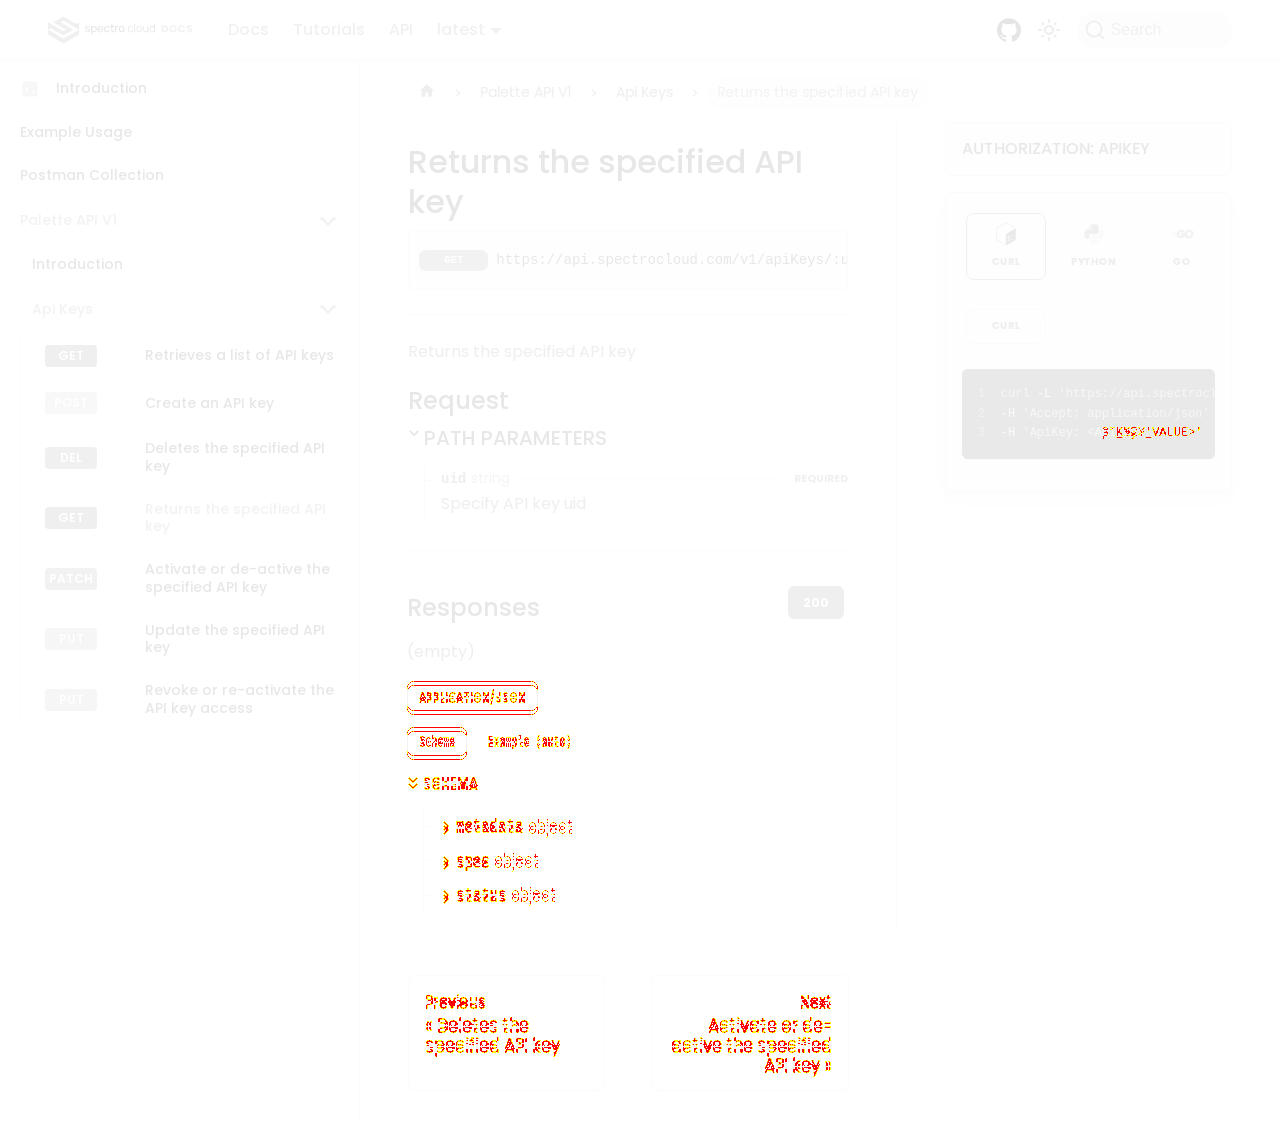 spectro cloud DOCS
Docs Tutorials API latest
Search
Introduction
Example Usage
Postman Collection
Palette API V1
Introduction
Api Keys
GET Retrieves a list of API keys
POST Create an API key
DEL Deletes the specified API
key
GET Returns the specified API
key
PATCH Activate or de-active the
specified API key
PUT Update the specified API
key
PUT Revoke or re-activate the
API key access
Palette API V1 Api Keys Returns the specified API key
Returns the specified API
key
GET https://api.spectrocloud.com/v1/apiKeys/:u
Returns the specified API key
Request
PATH PARAMETERS
uid string REQUIRED
Specify API key uid
Responses 200
(empty)
APPLICATION/JSON
Schema Example (auto)
SCHEMA
metadata object
spec object
status object
Previous
« Deletes the
specified API key
Next
Activate or de-
active the specified
API key »
AUTHORIZATION: APIKEY
CURL PYTHON GO
CURL
1 curl -L 'https://api.spectrocl
2 -H 'Accept: application/json'
3 -H 'ApiKey: <API_KEY_VALUE>'